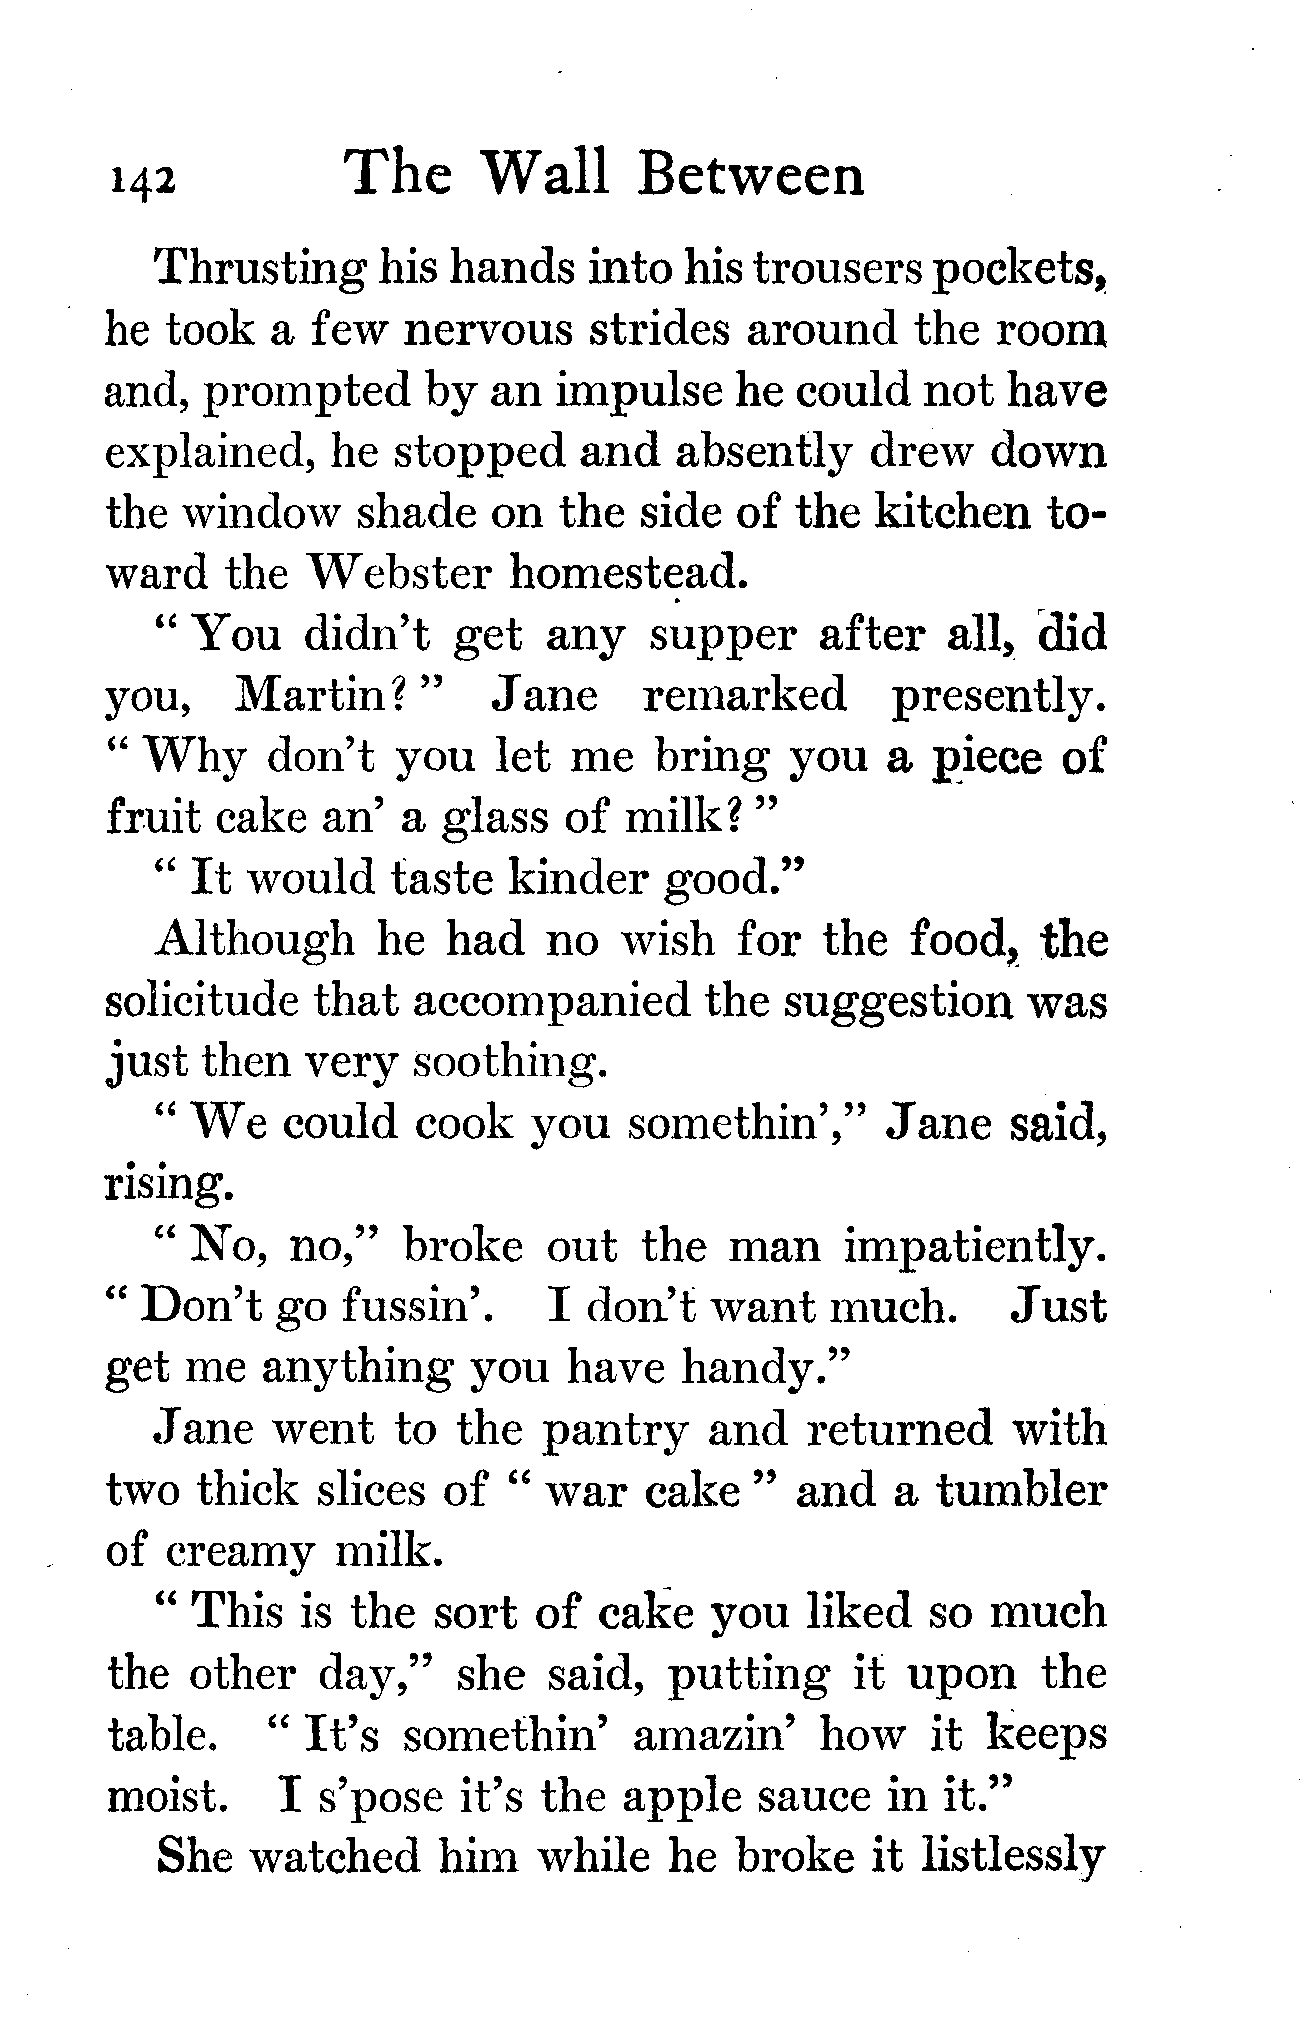 142 The Wall Between
Thrusting his hands into his trousers pockets,
he took a few nervous strides around the room
and, prompted by an impulse he could not have
explained, he stopped and absently drew down
the window shade on the side of the kitchen to-
ward the Webster homestead.
“ You didn’t get any supper after all, did
you, Martin? ” Jane remarked presently.
“ Why don’t you let me bring you a piece of
fruit cake an’ a glass of milk? ”
“ It would taste kinder good.”
Although he had no wish for the food, the
solicitude that accompanied the suggestion was
just then very soothing.
“ We could cook you somethin’,” Jane said,
rising.
“ No, no,” broke out the man impatiently.
“ Don’t go fussin’. I don’t want much. Just
get me anything you have handy.”
Jane went to the pantry and returned with
two thick slices of “ war cake ” and a tumbler
of creamy milk.
“ This is the sort of cake you liked so much
the other day,” she said, putting it upon the
table. “ It’s somethin’ amazin’ how it keeps
moist. I s’pose it’s the apple sauce in it.”
She watched him while he broke it listlessly